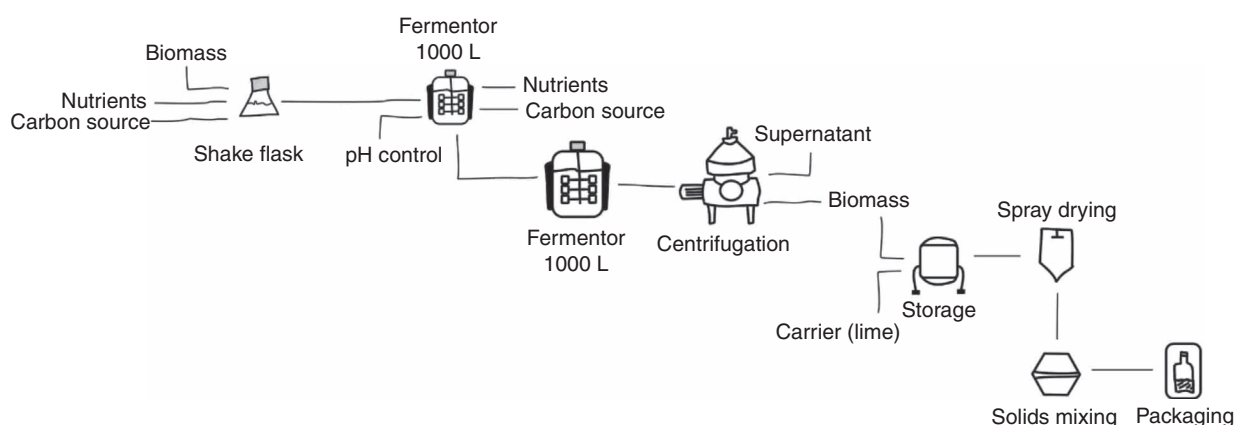 Fermentor
1000 L
Biomass
Nutrients
Carbon source
Shake flask
pH control
Nutrients
Carbon source
Supernatant
Fermentor
1000 L
Centrifugation
Biomass
Spray drying
Storage
Carrier (lime)
Solids mixing
Packaging